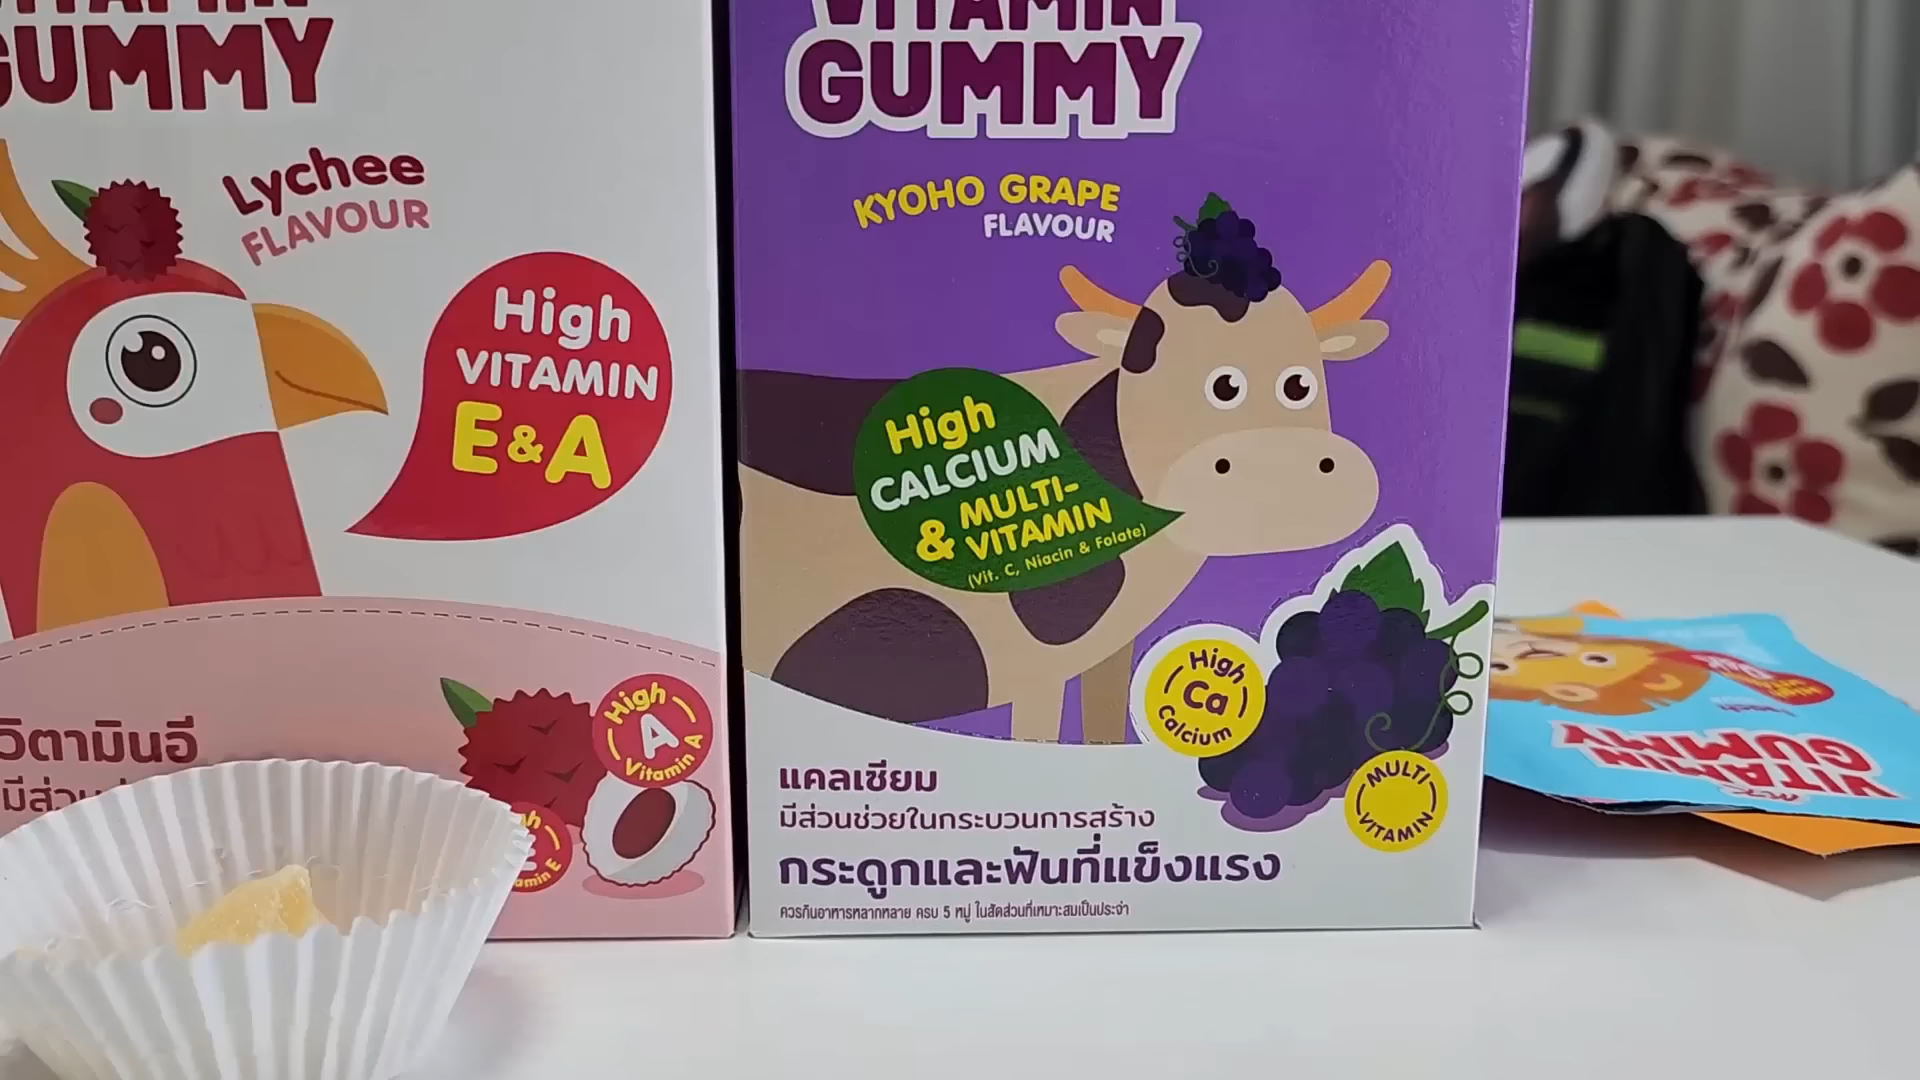 VITAMIN
GUMMY
Lychee
FLAVOUR
High
VITAMIN
E & A
High
A
Vitamin A
วิตามินอี
VITAMIN
GUMMY
KYOHO GRAPE
FLAVOUR
High
CALCIUM
& MULTI-
VITAMIN
(Vit. C, Niacin & Folate)
High
Ca
Calcium
MULTI
VITAMIN
แคลเซียม
มีส่วนช่วยในกระบวนการสร้าง
กระดูกและฟันที่แข็งแรง
ควรกินอาหารหลากหลาย ครบ 5 หมู่ ในสัดส่วนที่เหมาะสมเป็นประจำ
VITAMIN
GUMMY